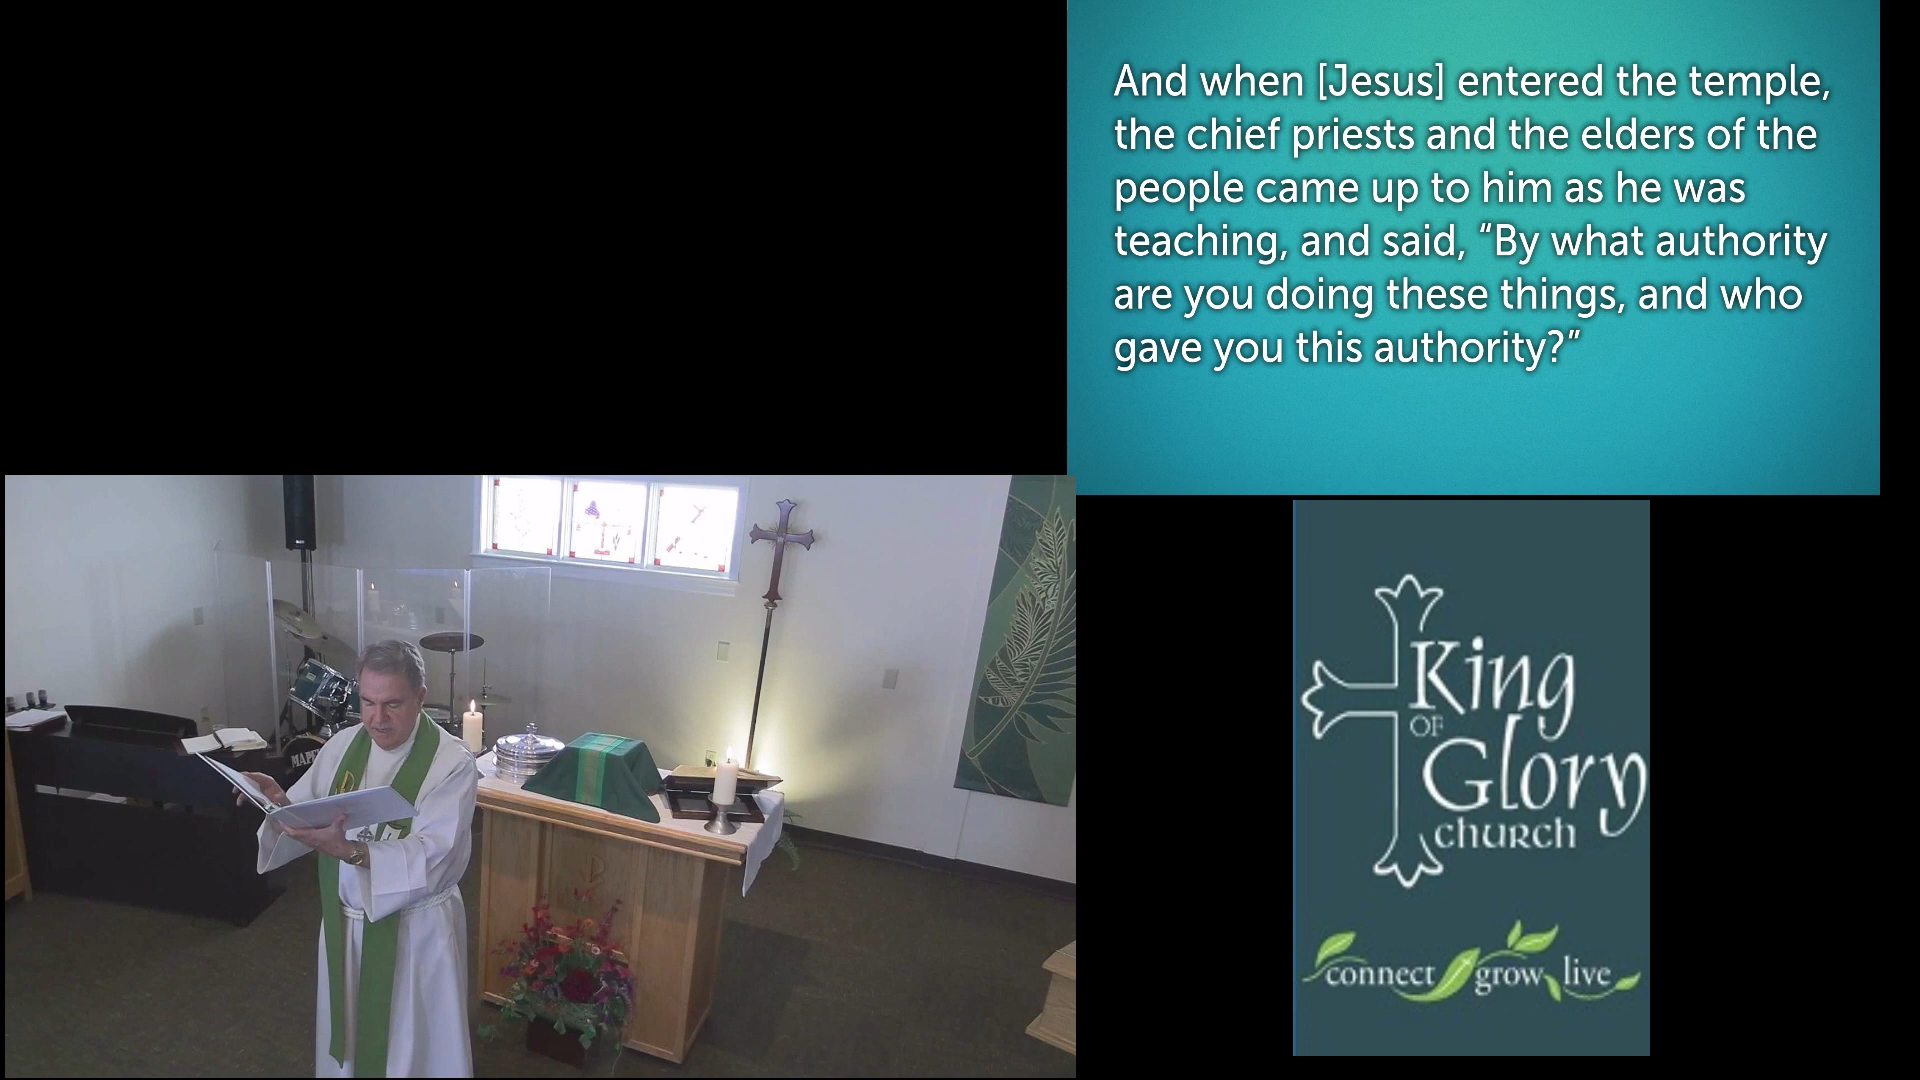 And when [Jesus] entered the temple,
the chief priests and the elders of the
people came up to him as he was
teaching, and said, “By what authority
are you doing these things, and who
gave you this authority?”
King
OF
Glory
church
connect grow live